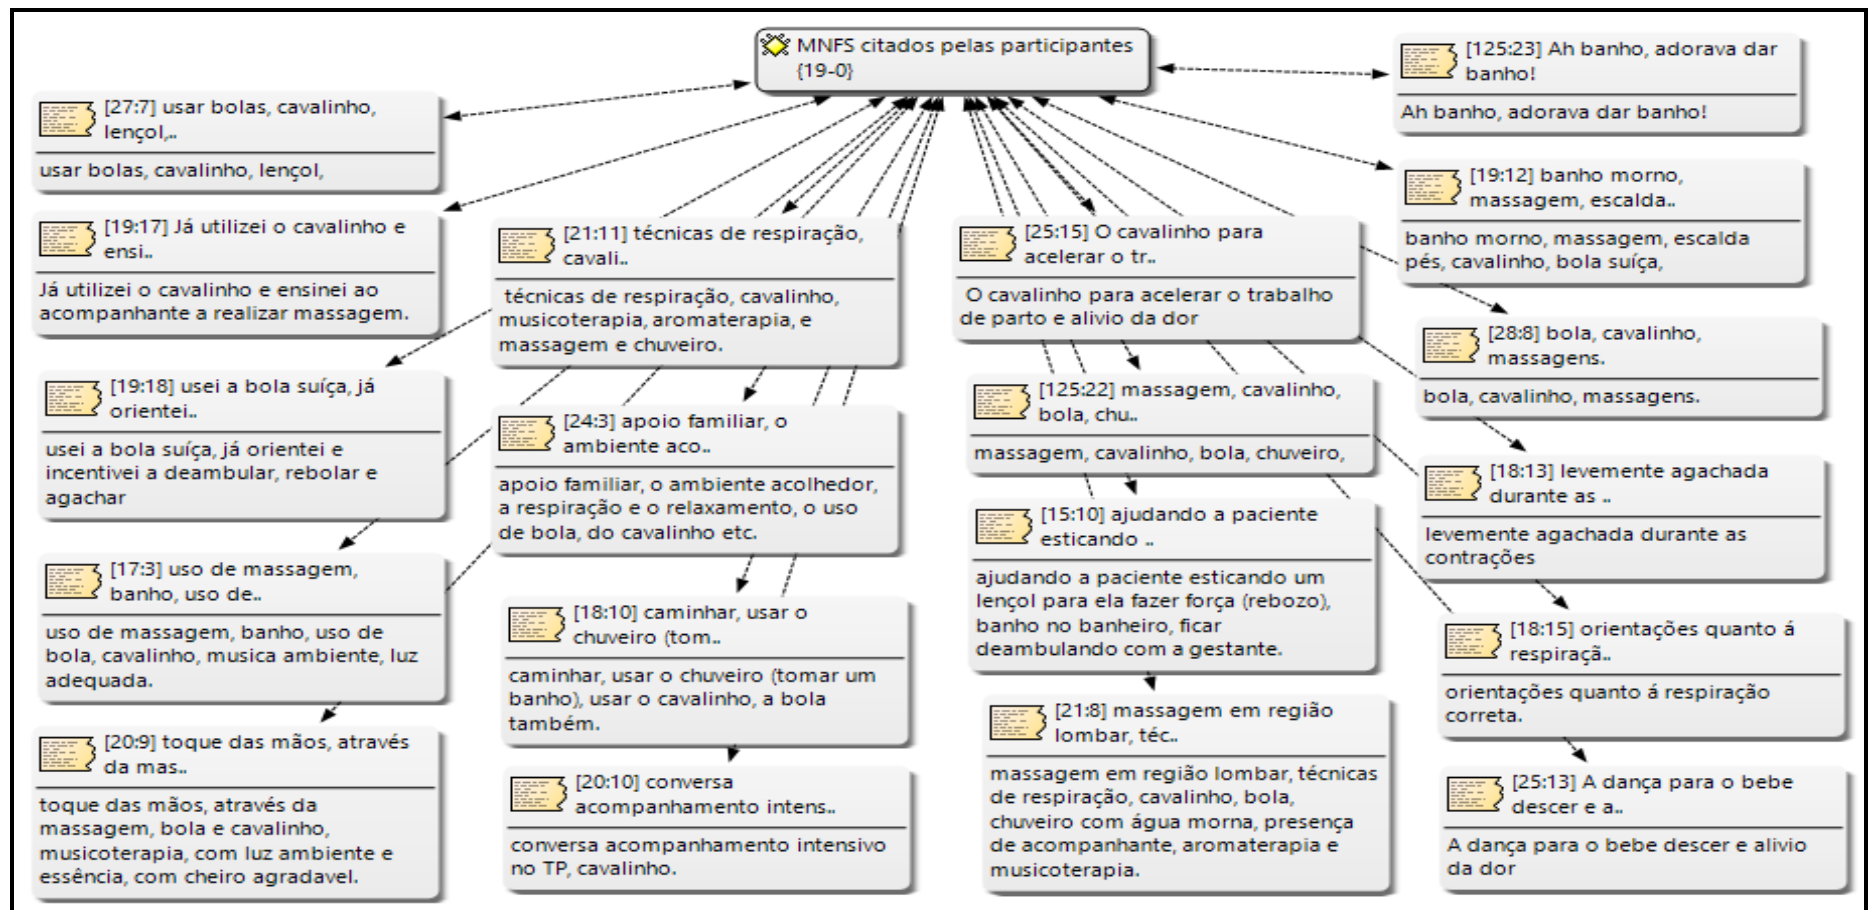 MNFS citados pelas participantes
{19-0}
[27:7] usar bolas, cavalinho,
lençol,..
usar bolas, cavalinho, lençol,
[19:17] Já utilizei o cavalinho e
ensi..
Já utilizei o cavalinho e ensinei ao
acompanhante a realizar massagem.
[19:18] usei a bola suíça, já
orientei..
usei a bola suíça, já orientei e
incentivei a deambular, rebolar e
agachar
[17:3] uso de massagem,
banho, uso de..
uso de massagem, banho, uso de
bola, cavalinho, musica ambiente, luz
adequada.
[20:9] toque das mãos, através
da mas..
toque das mãos, através da
massagem, bola e cavalinho,
musicoterapia, com luz ambiente e
essência, com cheiro agradavel.
[21:11] técnicas de respiração,
cavali..
técnicas de respiração, cavalinho,
musicoterapia, aromaterapia, e
massagem e chuveiro.
[24:3] apoio familiar, o
ambiente aco..
apoio familiar, o ambiente acolhedor,
a respiração e o relaxamento, o uso
de bola, do cavalinho etc.
[18:10] caminhar, usar o
chuveiro (tom..
caminhar, usar o chuveiro (tomar um
banho), usar o cavalinho, a bola
também.
[20:10] conversa
acompanhamento intens..
conversa acompanhamento intensivo
no TP, cavalinho.
[25:15] O cavalinho para
acelerar o tr..
O cavalinho para acelerar o trabalho
de parto e alivio da dor
[125:22] massagem, cavalinho,
bola, chu..
massagem, cavalinho, bola, chuveiro,
[15:10] ajudando a paciente
esticando ..
ajudando a paciente esticando um
lençol para ela fazer força (rebozo),
banho no banheiro, ficar
deambulando com a gestante.
[21:8] massagem em região
lombar, téc..
massagem em região lombar, técnicas
de respiração, cavalinho, bola,
chuveiro com água morna, presença
de acompanhante, aromaterapia e
musicoterapia.
[125:23] Ah banho, adorava dar
banho!
Ah banho, adorava dar banho!
[19:12] banho morno,
massagem, escalda..
banho morno, massagem, escalda
pés, cavalinho, bola suíça,
[28:8] bola, cavalinho,
massagens.
bola, cavalinho, massagens.
[18:13] levemente agachada
durante as ..
levemente agachada durante as
contrações
[18:15] orientações quanto á
respiraçã..
orientações quanto á respiração
correta.
[25:13] A dança para o bebe
descer e a..
A dança para o bebe descer e alivio
da dor